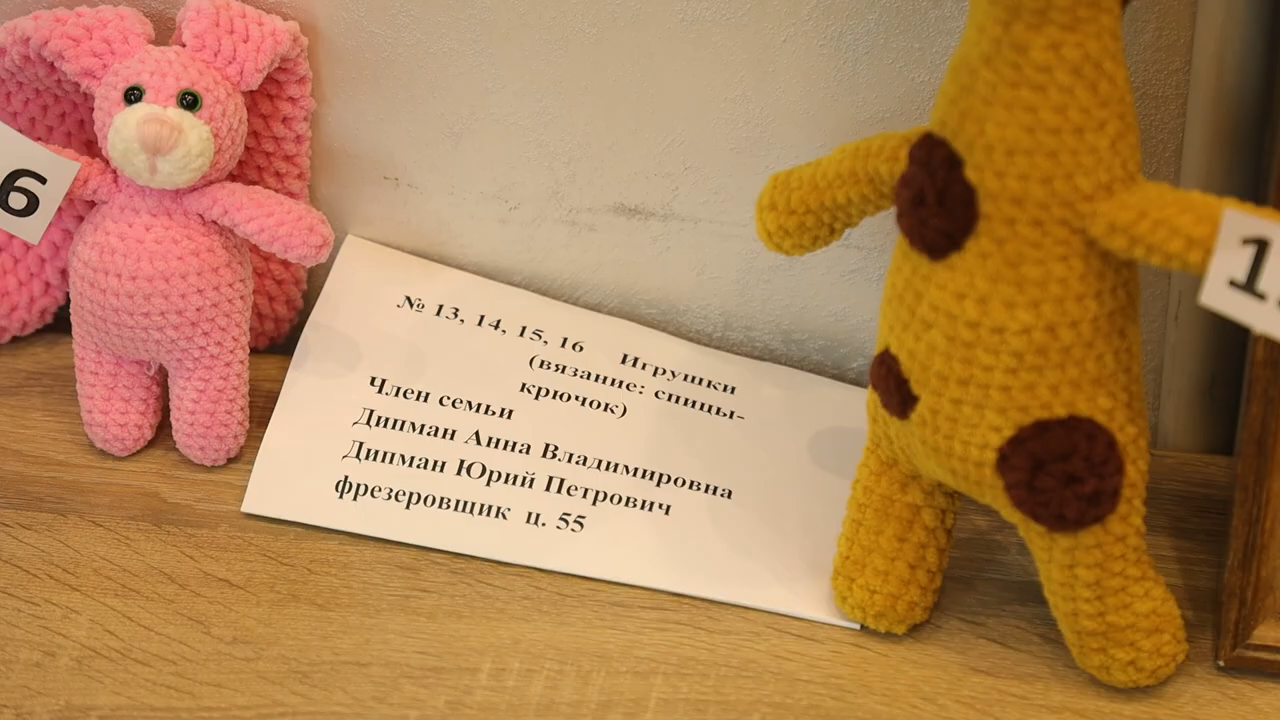 6
№ 13, 14, 15, 16 Игрушки
(вязание: спицы-
крючок)
Член семьи
Дипман Анна Владимировна
Дипман Юрий Петрович
фрезеровщик ц. 55